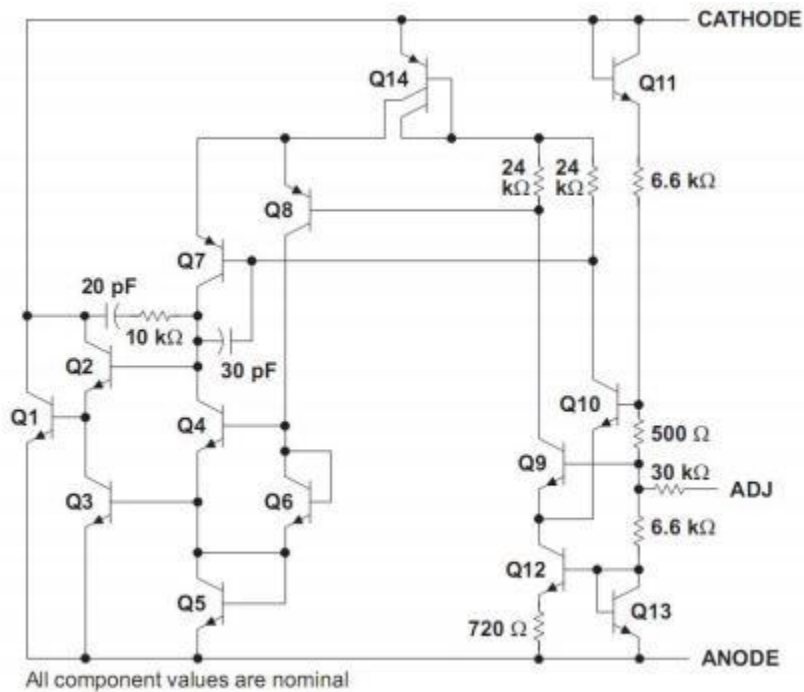 CATHODE
Q14
Q11
24
kΩ
24
kΩ
6.6 kΩ
Q8
Q7
20 pF
10 kΩ
30 pF
Q2
Q1
Q4
Q10
500 Ω
Q9
30 kΩ
ADJ
Q3
Q6
6.6 kΩ
Q12
Q5
Q13
720 Ω
ANODE
All component values are nominal